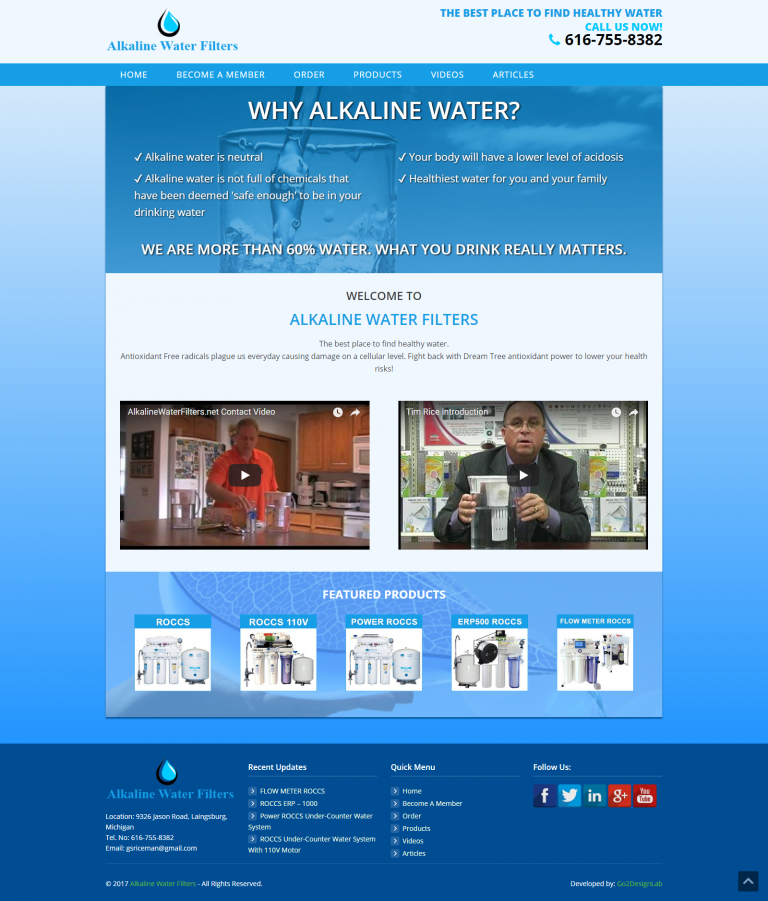 Alkaline Water Filters
THE BEST PLACE TO FIND HEALTHY WATER
CALL US NOW!
616-755-8382
HOME BECOME A MEMBER ORDER PRODUCTS VIDEOS ARTICLES
WHY ALKALINE WATER?
✓ Alkaline water is neutral
✓ Alkaline water is not full of chemicals that
have been deemed 'safe enough' to be in your
drinking water
✓ Your body will have a lower level of acidosis
✓ Healthiest water for you and your family
WE ARE MORE THAN 60% WATER. WHAT YOU DRINK REALLY MATTERS.
WELCOME TO
ALKALINE WATER FILTERS
The best place to find healthy water.
Antioxidant Free radicals plague us everyday causing damage on a cellular level. Fight back with Dream Tree antioxidant power to lower your health
risks!
AlkalineWaterFilters.net Contact Video
Tim Rice Introduction
FEATURED PRODUCTS
ROCCS
ROCCS 110V
POWER ROCCS
ERP500 ROCCS
FLOW METER ROCCS
Alkaline Water Filters
Location: 9326 Jason Road, Laingsburg,
Michigan
Tel. No: 616-755-8382
Email: gsriceman@gmail.com
Recent Updates
FLOW METER ROCCS
ROCCS ERP – 1000
Power ROCCS Under-Counter Water
System
ROCCS Under-Counter Water System
With 110V Motor
Quick Menu
Home
Become A Member
Order
Products
Videos
Articles
Follow Us:
f
in
g+
You
Tube
© 2017 Alkaline Water Filters - All Rights Reserved.
Developed by: Go2DesignLab